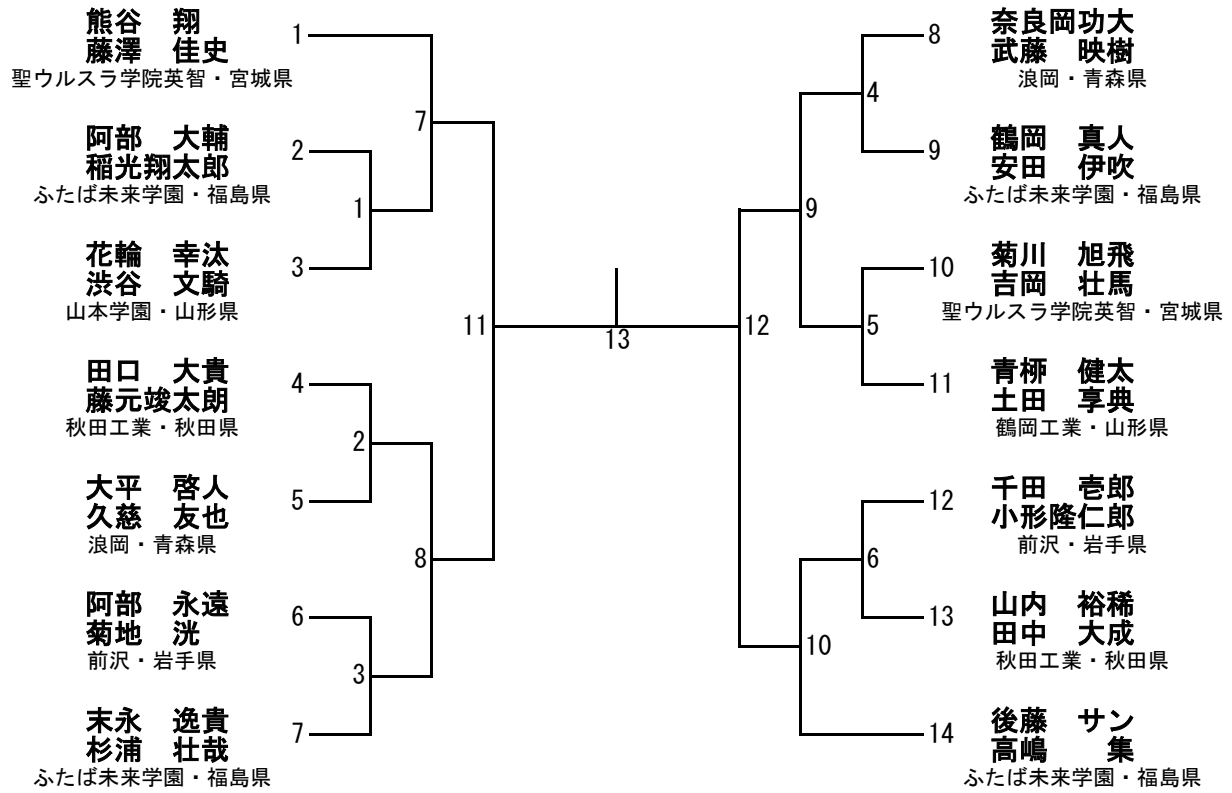 熊谷　翔
藤澤　佳史
聖ウルスラ学院英智・宮城県
1
阿部　大輔
稲光翔太郎
ふたば未来学園・福島県
2
花輪　幸汰
渋谷　文騎
山本学園・山形県
3
田口　大貴
藤元竣太朗
秋田工業・秋田県
4
大平　啓人
久慈　友也
浪岡・青森県
5
阿部　永遠
菊地　洸
前沢・岩手県
6
末永　逸貴
杉浦　壮哉
ふたば未来学園・福島県
7
7
1
2
8
3
11
13
12
4
9
5
6
10
8
奈良岡功大
武藤　映樹
浪岡・青森県
9
鶴岡　真人
安田　伊吹
ふたば未来学園・福島県
10
菊川　旭飛
吉岡　壮馬
聖ウルスラ学院英智・宮城県
11
青栁　健太
土田　享典
鶴岡工業・山形県
12
千田　壱郎
小形隆仁郎
前沢・岩手県
13
山内　裕稀
田中　大成
秋田工業・秋田県
14
後藤　サン
高嶋　集
ふたば未来学園・福島県